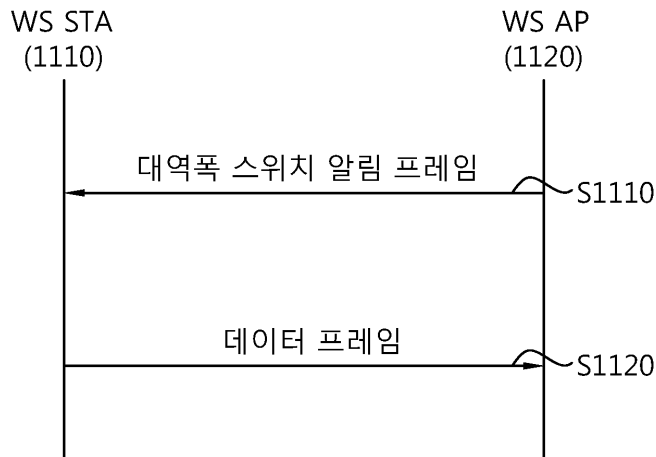 WS STA
(1110)
WS AP
(1120)
대역폭 스위치 알림 프레임
S1110
데이터 프레임
S1120